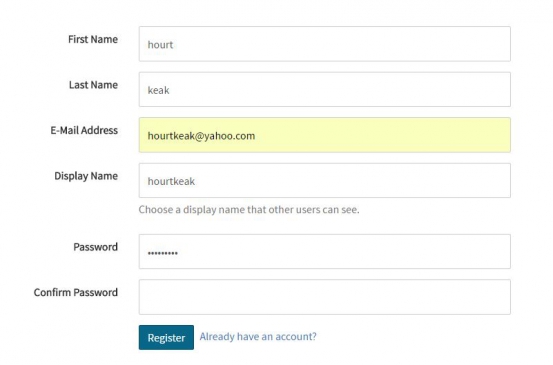 First Name hourt
Last Name keak
E-Mail Address hourtkeak@yahoo.com
Display Name hourtkeak
Choose a display name that other users can see.
Password •••••••••
Confirm Password
Register Already have an account?